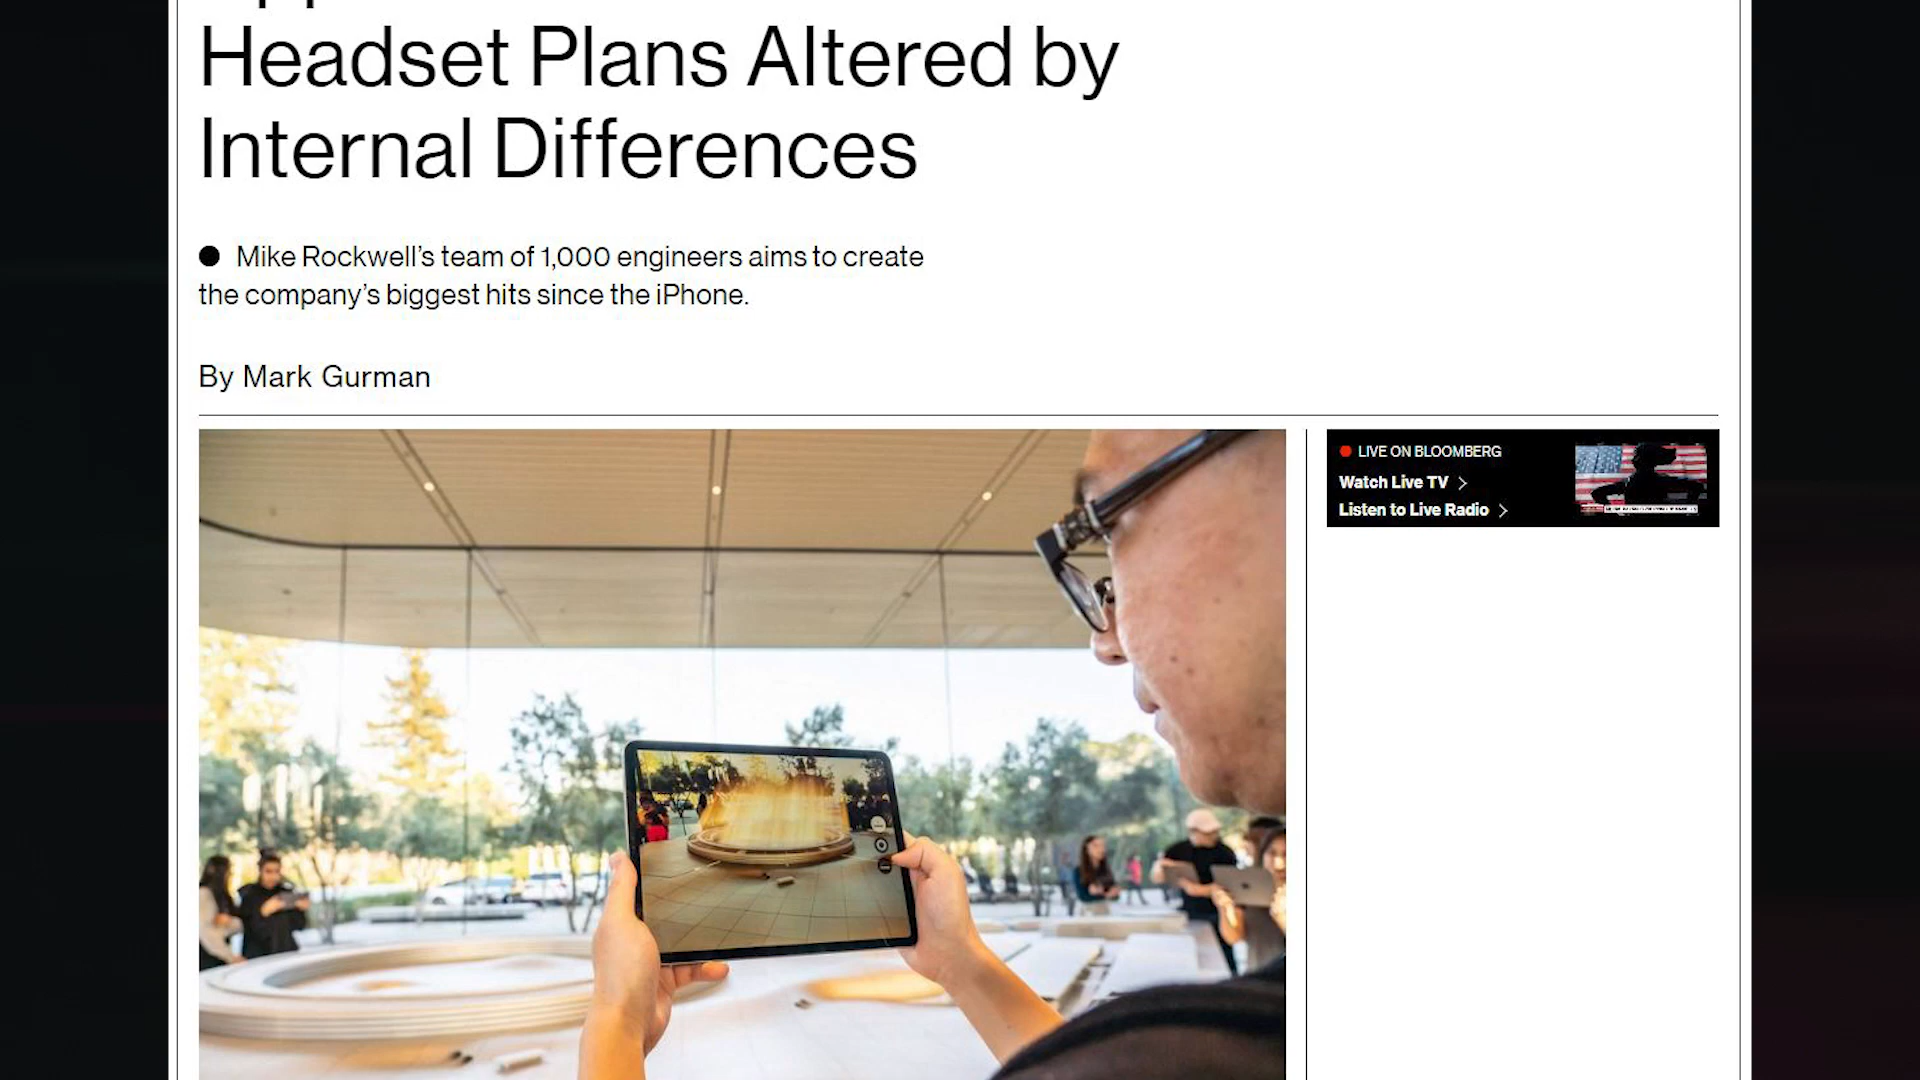 Headset Plans Altered by
Internal Differences
● Mike Rockwell's team of 1,000 engineers aims to create
the company's biggest hits since the iPhone.
By Mark Gurman
LIVE ON BLOOMBERG
Watch Live TV >
Listen to Live Radio >